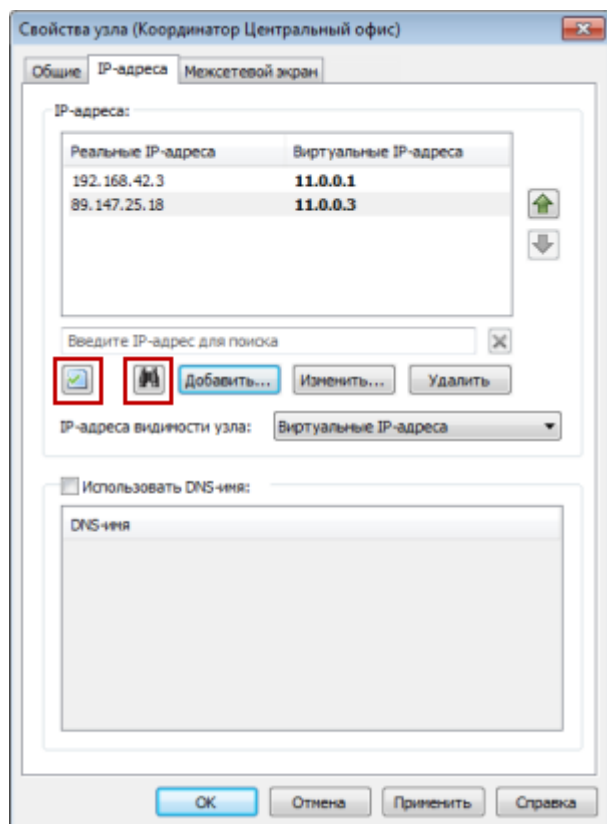 Свойства узла (Координатор Центральный офис)
Общие IP-адреса Межсетевой экран
IP-адреса:
Реальные IP-адреса Виртуальные IP-адреса
192.168.42.3 11.0.0.1
89.147.25.18 11.0.0.3
Введите IP-адрес для поиска
Добавить... Изменить... Удалить
IP-адреса видимости узла: Виртуальные IP-адреса
Использовать DNS-имя:
DNS-имя
OK Отмена Применить Справка